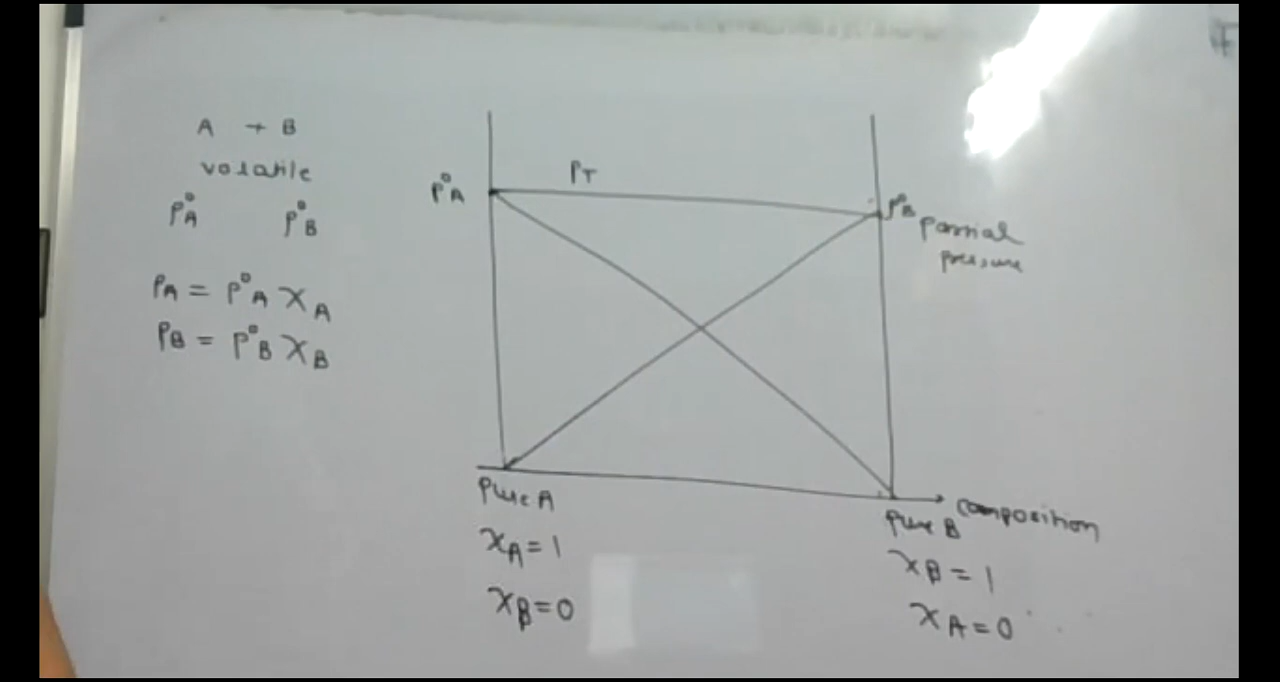 A + B
volatile
P°A P°B
PA = P°A XA
PB = P°B XB
P°A
PT
P°B
Partial
pressure
Pure A
XA = 1
XB = 0
composition
Pure B
XB = 1
XA = 0